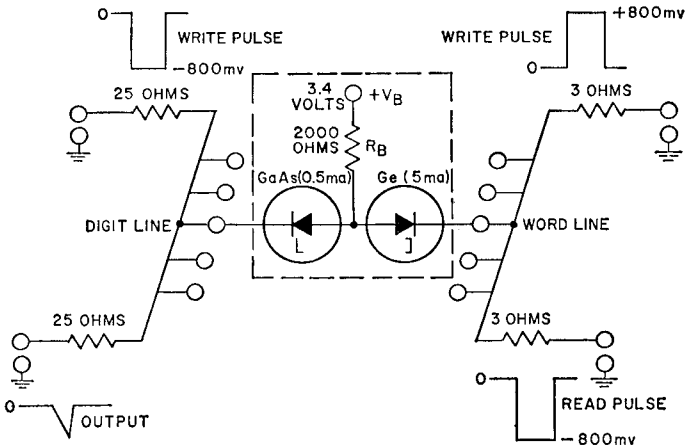 0
WRITE PULSE
-800mv
WRITE PULSE
+800mv
0
25 OHMS
3 OHMS
3.4
VOLTS
+VB
2000
OHMS
RB
GaAs(0.5ma)
Ge (5ma)
DIGIT LINE
WORD LINE
25 OHMS
3 OHMS
0
OUTPUT
0
READ PULSE
-800mv